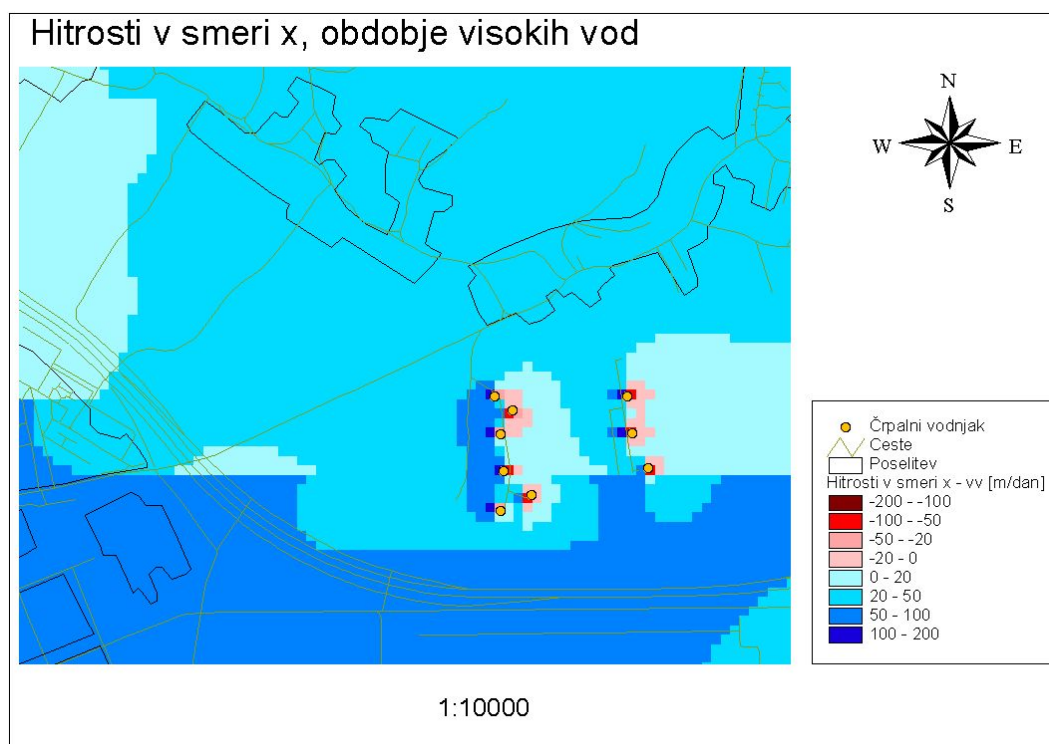 Hitrosti v smeri x, obdobje visokih vod
N
W E
S
Črpalni vodnjak
Ceste
Poselitev
Hitrosti v smeri x - vv [m/dan]
-200 - -100
-100 - -50
-50 - -20
-20 - 0
0 - 20
20 - 50
50 - 100
100 - 200
1:10000